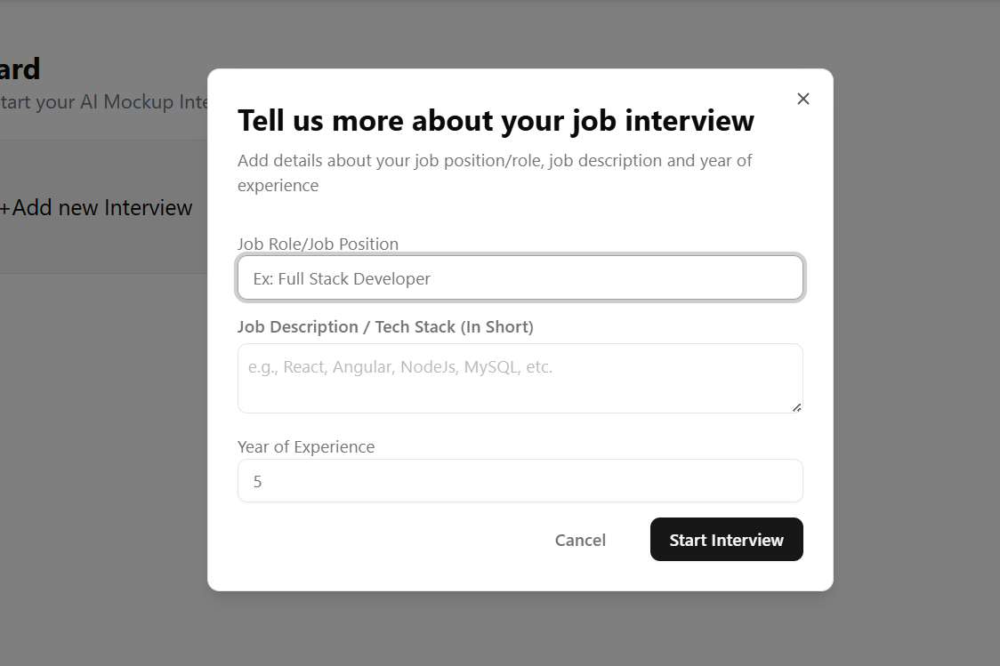 ard
tart your AI Mockup Inte
+Add new Interview
Tell us more about your job interview
Add details about your job position/role, job description and year of
experience
Job Role/Job Position
Ex: Full Stack Developer
Job Description / Tech Stack (In Short)
e.g., React, Angular, NodeJs, MySQL, etc.
Year of Experience
5
Cancel
Start Interview